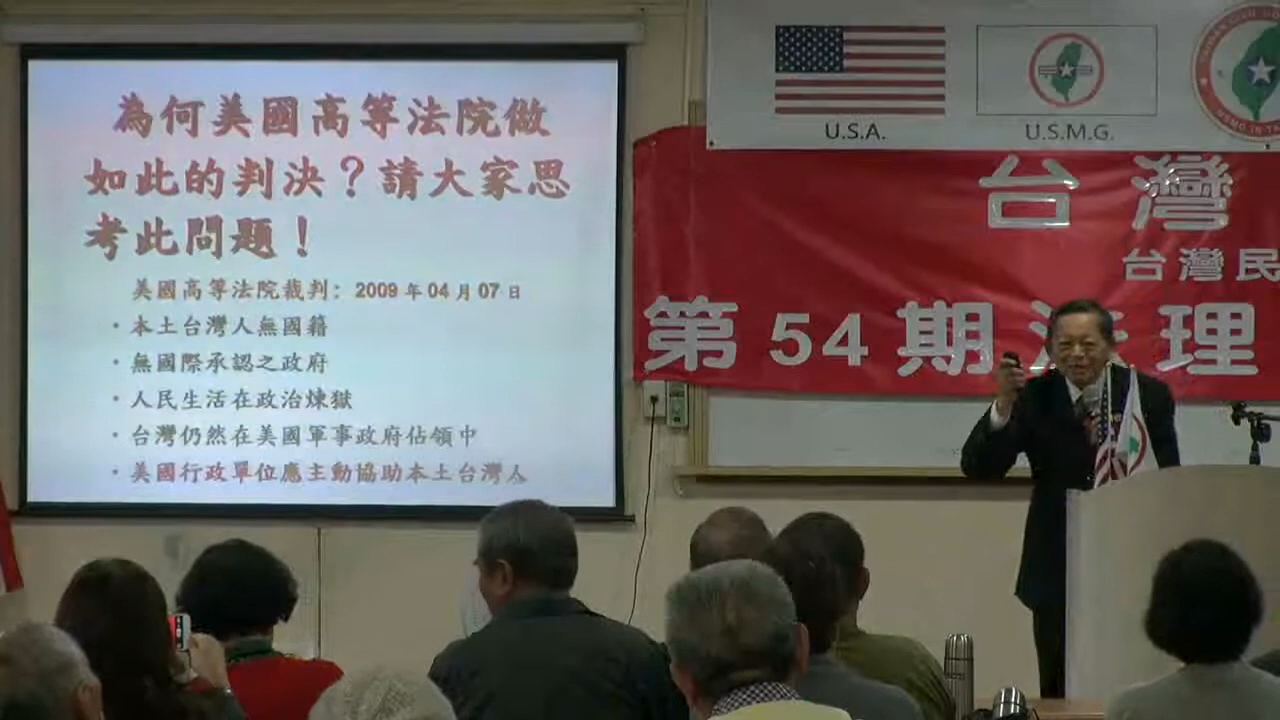 為何美國高等法院做
如此的判決？請大家思
考此問題！
美國高等法院裁判：2009 年 04 月 07 日
・本土台灣人無國籍
・無國際承認之政府
・人民生活在政治煉獄
・台灣仍然在美國軍事政府佔領中
・美國行政單位應主動協助本土台灣人
U.S.A.
U.S.M.G.
台灣
台灣民
第54期法理